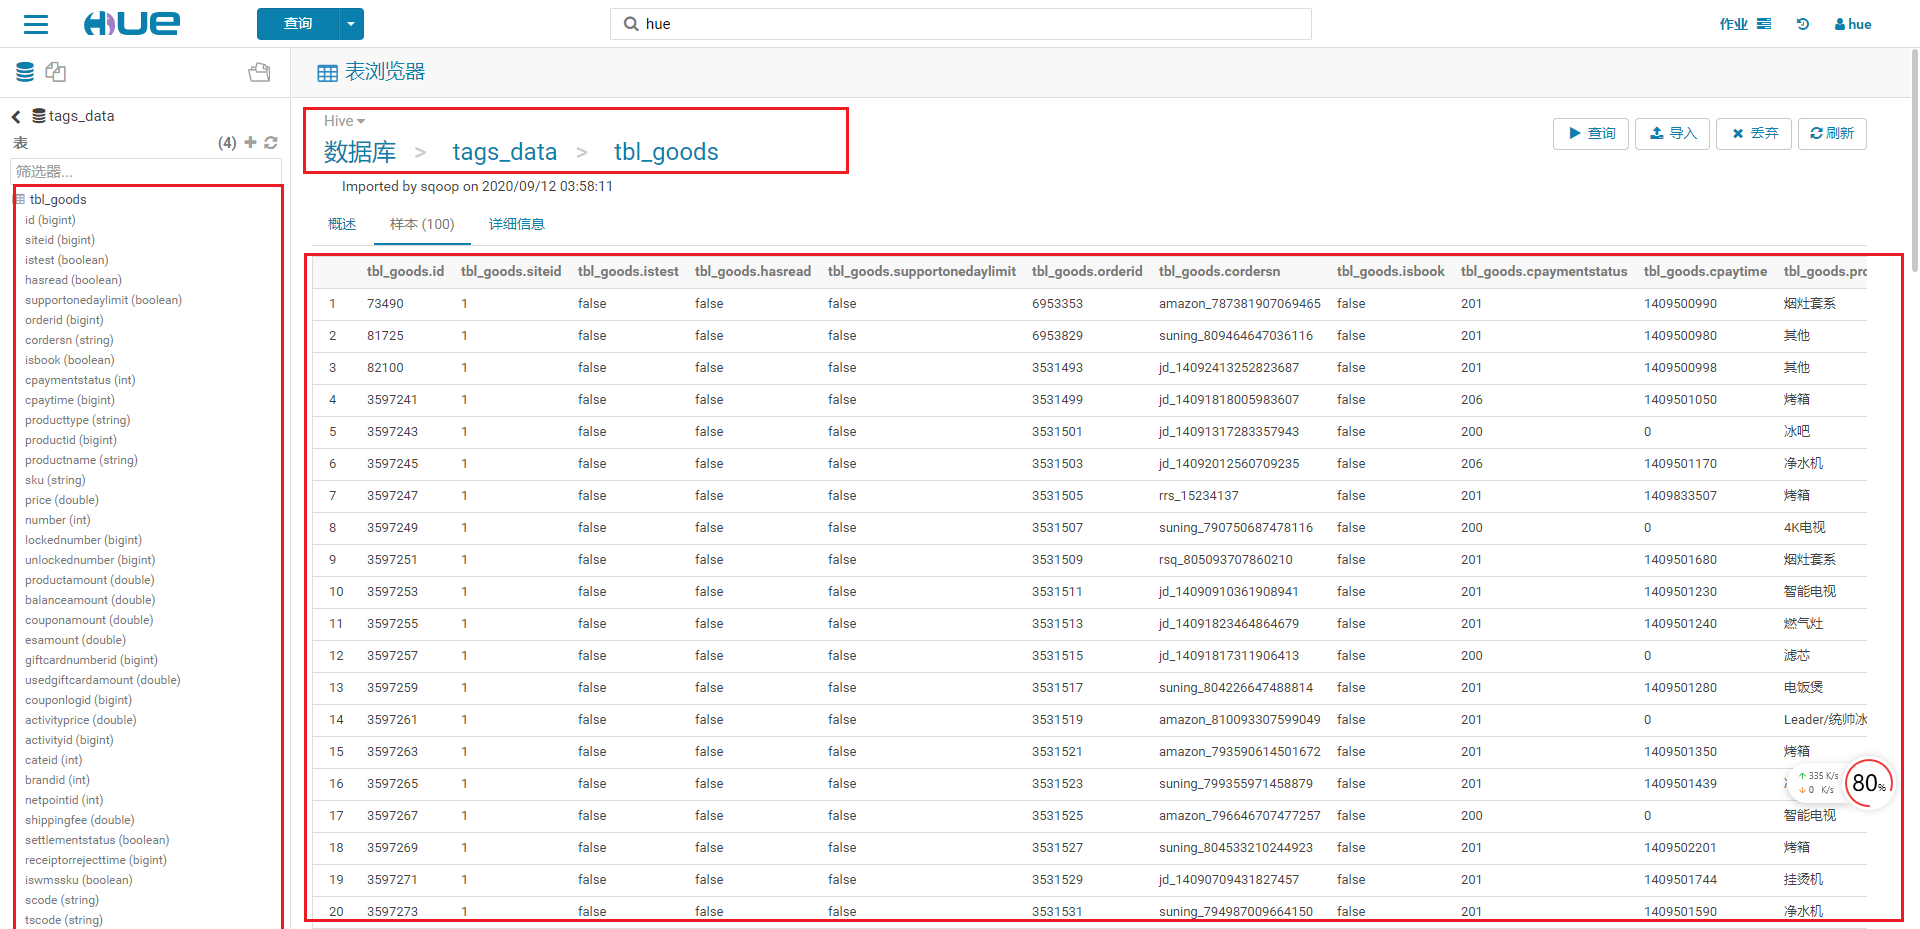 HUE 查询 hue 作业 hue
表浏览器
tags_data
表 (4)
筛选器...
tbl_goods
id (bigint)
siteid (bigint)
istest (boolean)
hasread (boolean)
supportonedaylimit (boolean)
orderid (bigint)
cordersn (string)
isbook (boolean)
cpaymentstatus (int)
cpaytime (bigint)
producttype (string)
productid (bigint)
productname (string)
sku (string)
price (double)
number (int)
lockednumber (bigint)
unlockednumber (bigint)
productamount (double)
balanceamount (double)
couponamount (double)
esamount (double)
giftcardnumberid (bigint)
usedgiftcardamount (double)
couponlogid (bigint)
activityprice (double)
activityid (bigint)
cateid (int)
brandid (int)
netpointid (int)
shippingfee (double)
settlementstatus (boolean)
receiptorrejecttime (bigint)
iswmssku (boolean)
scode (string)
tscode (string)
Hive
数据库 > tags_data > tbl_goods
查询 导入 丢弃 刷新
Imported by sqoop on 2020/09/12 03:58:11
概述 样本 (100) 详细信息
tbl_goods.id tbl_goods.siteid tbl_goods.istest tbl_goods.hasread tbl_goods.supportonedaylimit tbl_goods.orderid tbl_goods.cordersn tbl_goods.isbook tbl_goods.cpaymentstatus tbl_goods.cpaytime tbl_goods.pro
1 73490 1 false false false 6953353 amazon_787381907069465 false 201 1409500990 烟灶套系
2 81725 1 false false false 6953829 suning_809464647036116 false 201 1409500980 其他
3 82100 1 false false false 3531493 jd_14092413252823687 false 201 1409500998 其他
4 3597241 1 false false false 3531499 jd_14091818005983607 false 206 1409501050 烤箱
5 3597243 1 false false false 3531501 jd_14091317283357943 false 200 0 冰吧
6 3597245 1 false false false 3531503 jd_14092012560709235 false 206 1409501170 净水机
7 3597247 1 false false false 3531505 rrs_15234137 false 201 1409833507 烤箱
8 3597249 1 false false false 3531507 suning_790750687478116 false 200 0 4K电视
9 3597251 1 false false false 3531509 rsq_805093707860210 false 201 1409501680 烟灶套系
10 3597253 1 false false false 3531511 jd_14090910361908941 false 201 1409501230 智能电视
11 3597255 1 false false false 3531513 jd_14091823464864679 false 201 1409501240 燃气灶
12 3597257 1 false false false 3531515 jd_14091817311906413 false 200 0 滤芯
13 3597259 1 false false false 3531517 suning_804226647488814 false 201 1409501280 电饭煲
14 3597261 1 false false false 3531519 amazon_810093307599049 false 201 0 Leader/统帅冰
15 3597263 1 false false false 3531521 amazon_793590614501672 false 201 1409501350 烤箱
16 3597265 1 false false false 3531523 suning_799355971458879 false 201 1409501439
17 3597267 1 false false false 3531525 amazon_796646707477257 false 200 0 智能电视
18 3597269 1 false false false 3531527 suning_804533210244923 false 201 1409502201 烤箱
19 3597271 1 false false false 3531529 jd_14090709431827457 false 201 1409501744 挂烫机
20 3597273 1 false false false 3531531 suning_794987009664150 false 201 1409501590 净水机
335 K/s
0 K/s
80%